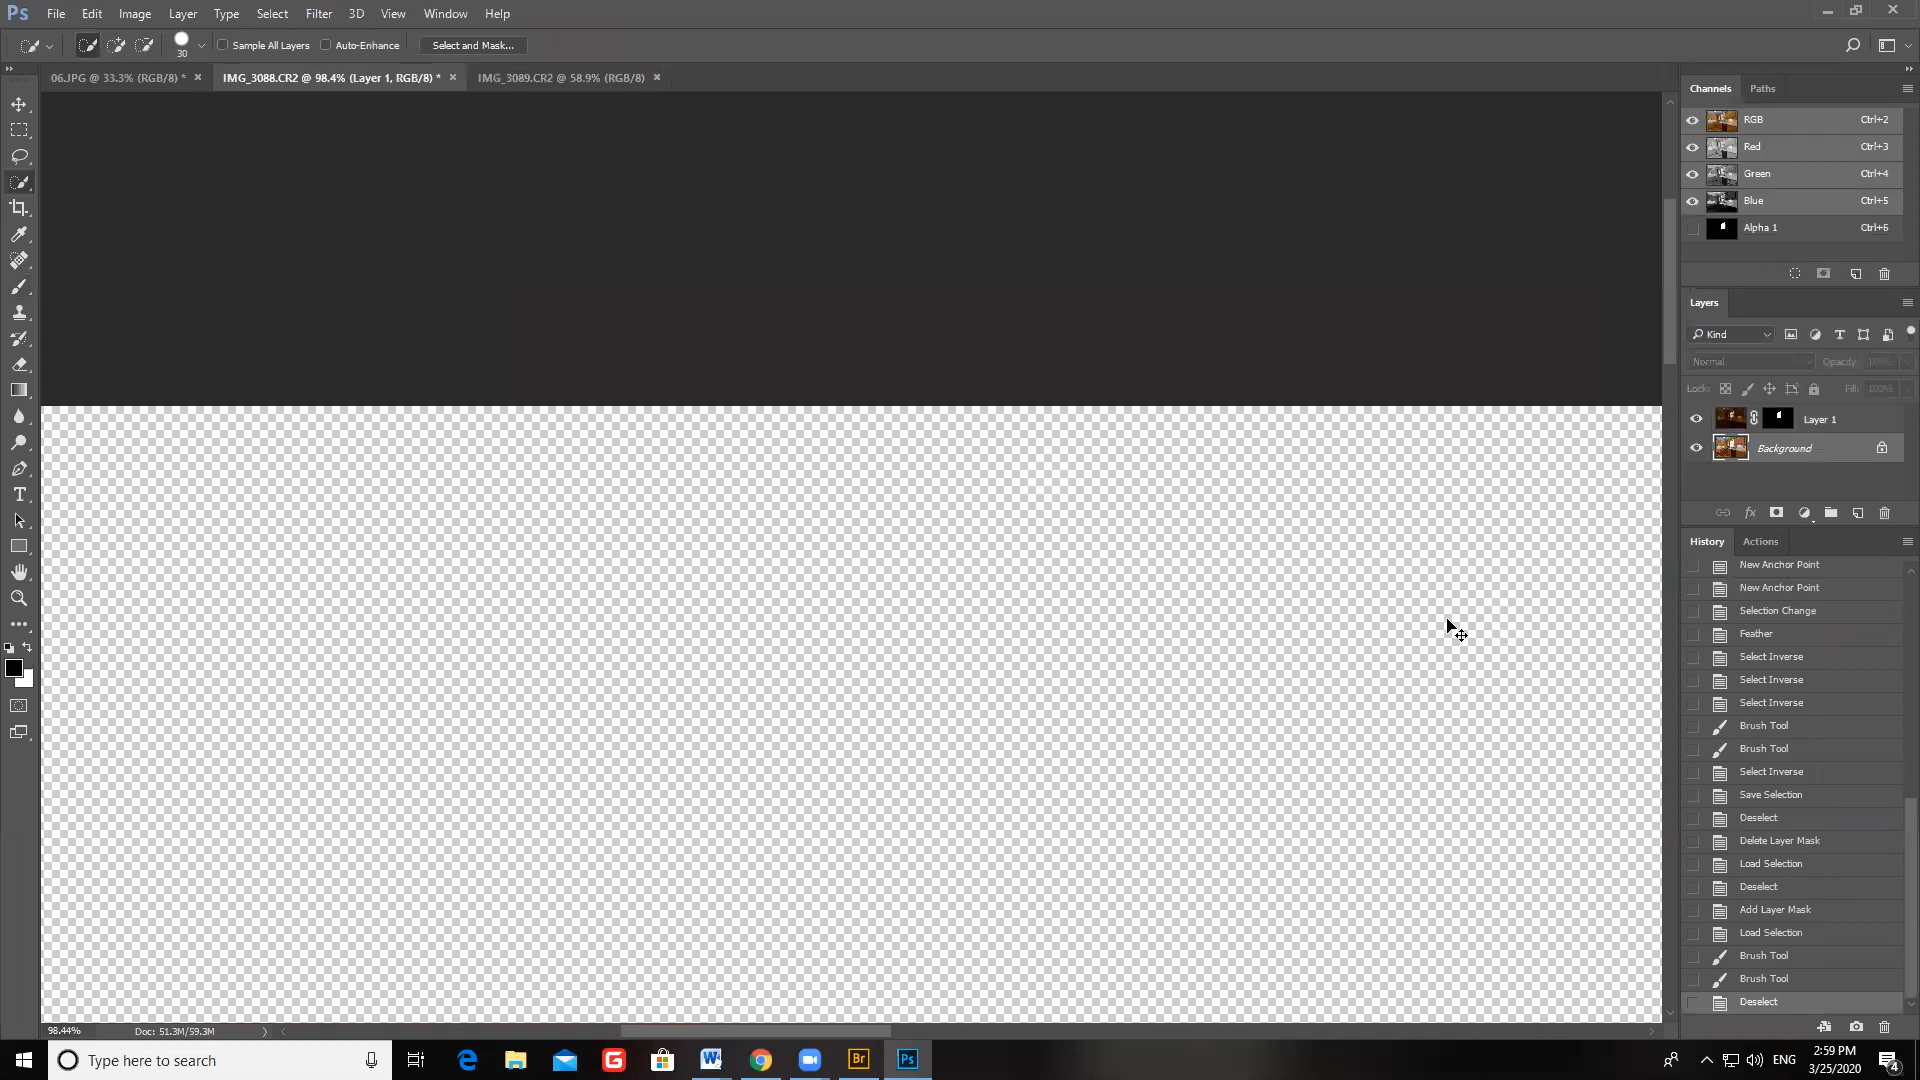 Ps File Edit Image Layer Type Select Filter 3D View Window Help
30 Sample All Layers Auto-Enhance Select and Mask...
06.JPG @ 33.3% (RGB/8) * × IMG_3088.CR2 @ 98.4% (Layer 1, RGB/8) * × IMG_3089.CR2 @ 58.9% (RGB/8) ×
Channels Paths
RGB Ctrl+2
Red Ctrl+3
Green Ctrl+4
Blue Ctrl+5
Alpha 1 Ctrl+6
Layers
Kind
Normal Opacity: 100%
Lock: Fill: 100%
Layer 1
Background
History Actions
New Anchor Point
New Anchor Point
Selection Change
Feather
Select Inverse
Select Inverse
Select Inverse
Brush Tool
Brush Tool
Select Inverse
Save Selection
Deselect
Delete Layer Mask
Load Selection
Deselect
Add Layer Mask
Load Selection
Brush Tool
Brush Tool
Deselect
98.44% Doc: 51.3M/59.3M
Type here to search
Br Ps
ENG
2:59 PM
3/25/2020
4